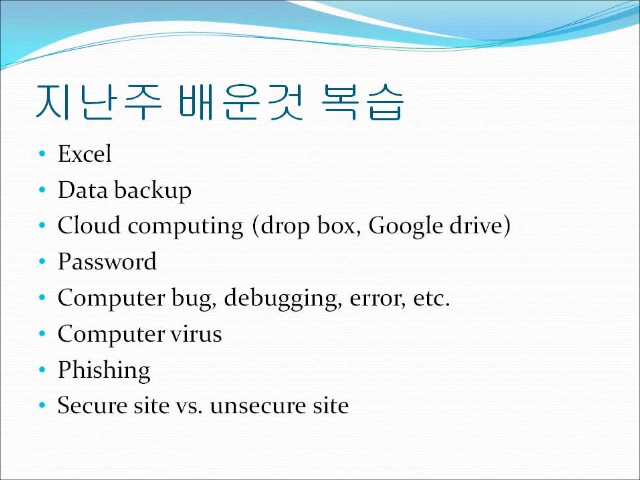 지난주 배운것 복습
• Excel
• Data backup
• Cloud computing (drop box, Google drive)
• Password
• Computer bug, debugging, error, etc.
• Computer virus
• Phishing
• Secure site vs. unsecure site